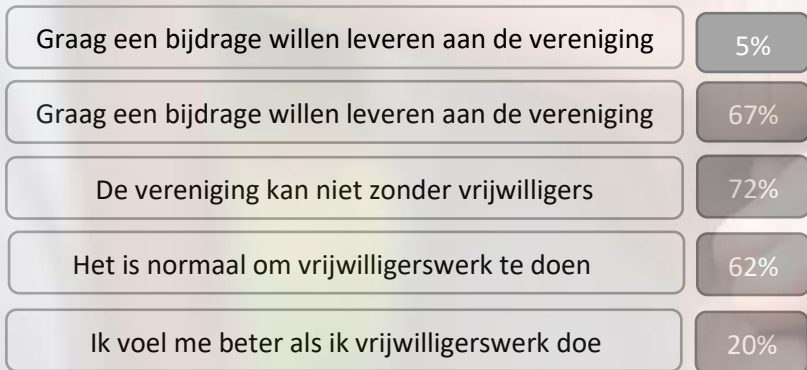 Graag een bijdrage willen leveren aan de vereniging 5%
Graag een bijdrage willen leveren aan de vereniging 67%
De vereniging kan niet zonder vrijwilligers 72%
Het is normaal om vrijwilligerswerk te doen 62%
Ik voel me beter als ik vrijwilligerswerk doe 20%